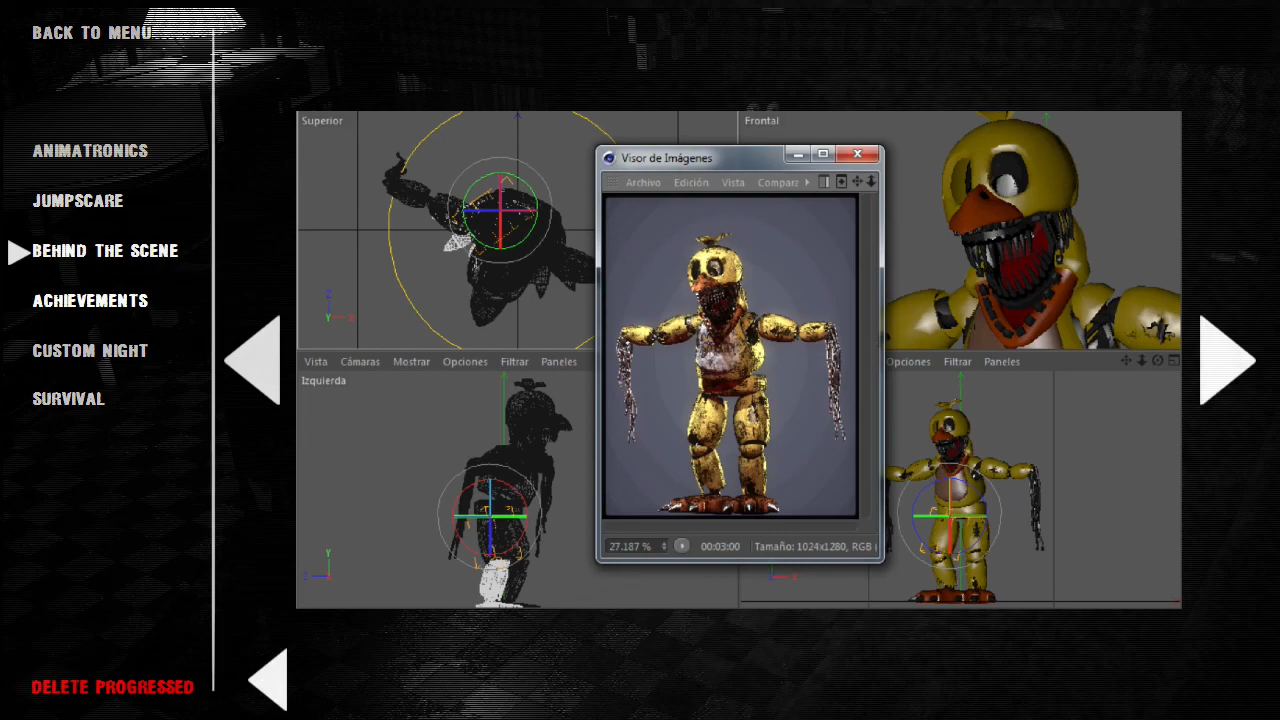 BACK TO MENU
ANIMATRONICS
JUMPSCARE
BEHIND THE SCENE
ACHIEVEMENTS
CUSTOM NIGHT
SURVIVAL
DELETE PROGRESSED
Superior
Frontal
Visor de Imágenes
Archivo Edición Vista Compara
Vista Cámaras Mostrar Opciones Filtrar Paneles
Opciones Filtrar Paneles
Izquierda
27.187 % 00:03:00 Tamaño: 1024x1280, RGB (
Y X
Y